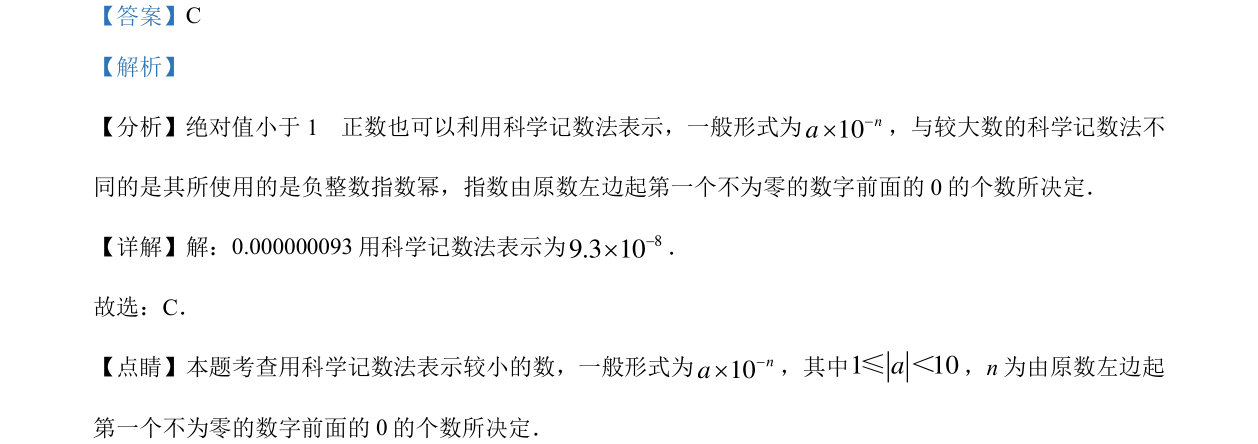 【答案】C
【解析】
【分析】绝对值小于 1 正数也可以利用科学记数法表示，一般形式为 a×10⁻ⁿ，与较大数的科学记数法不
同的是其所使用的是负整数指数幂，指数由原数左边起第一个不为零的数字前面的 0 的个数所决定．
【详解】解：0.000000093 用科学记数法表示为 9.3×10⁻⁸．
故选：C．
【点睛】本题考查用科学记数法表示较小的数，一般形式为 a×10⁻ⁿ，其中 1≤|a|＜10，n 为由原数左边起
第一个不为零的数字前面的 0 的个数所决定．